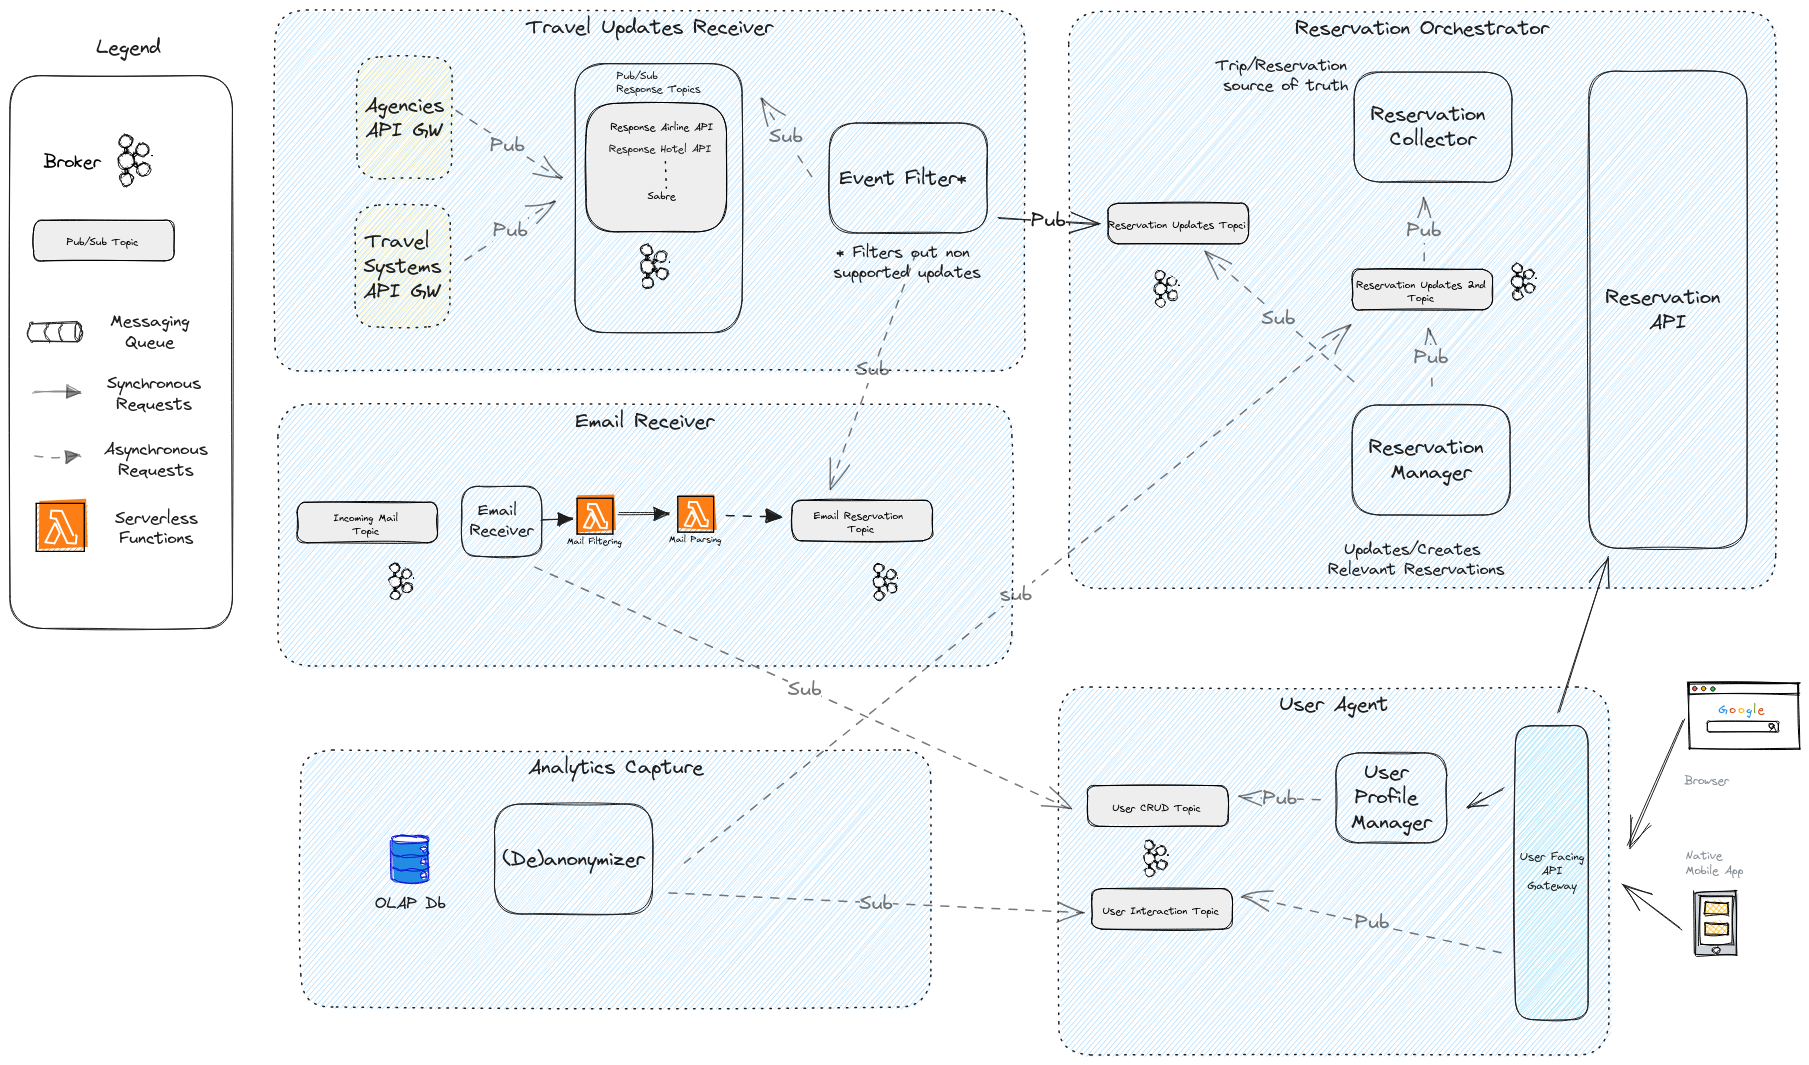 Legend
Broker
Pub/Sub Topic
Messaging
Queue
Synchronous
Requests
Asynchronous
Requests
Serverless
Functions
Travel Updates Receiver
Agencies
API GW
Travel
Systems
API GW
Pub
Pub
Pub/Sub
Response Topics
Response Airline API
Response Hotel API
Sabre
Sub
Event Filter*
* Filters out non
supported updates
Pub
Sub
Reservation Orchestrator
Trip/Reservation
source of truth
Reservation
Collector
Reservation Updates Topci
Pub
Reservation Updates 2nd
Topic
Sub
Pub
Reservation
Manager
Updates/Creates
Relevant Reservations
Reservation
API
Email Receiver
Incoming Mail
Topic
Email
Receiver
Mail Filtering
Mail Parsing
Email Reservation
Topic
Sub
Sub
Analytics Capture
OLAP Db
(De)anonymizer
Sub
User Agent
User CRUD Topic
Pub
User
Profile
Manager
User Interaction Topic
Pub
User Facing
API
Gateway
Google
Browser
Native
Mobile App